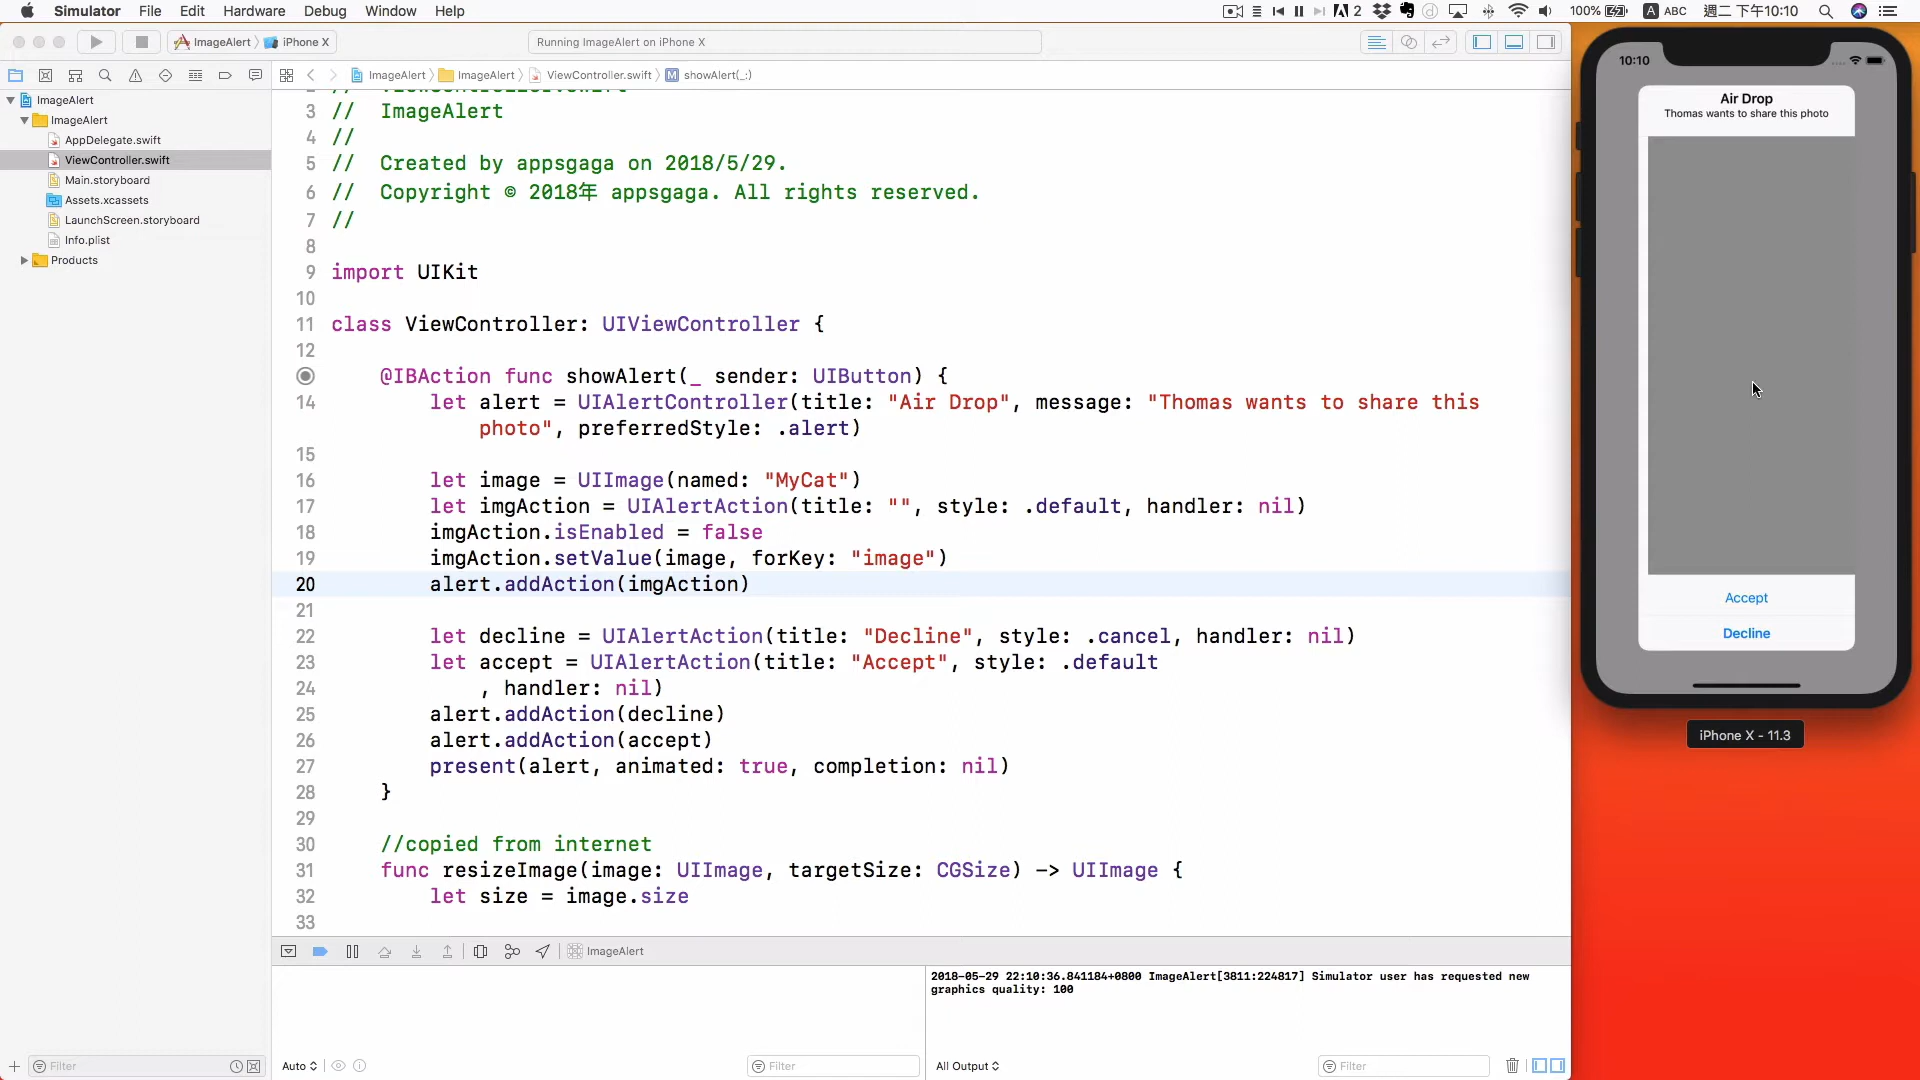 Simulator File Edit Hardware Debug Window Help
2 100% A ABC 週二 下午10:10
ImageAlert iPhone X
Running ImageAlert on iPhone X
ImageAlert ImageAlert ViewController.swift M showAlert(_:)
ImageAlert
ImageAlert
AppDelegate.swift
ViewController.swift
Main.storyboard
Assets.xcassets
LaunchScreen.storyboard
Info.plist
Products
3 // ImageAlert
4 //
5 // Created by appsgaga on 2018/5/29.
6 // Copyright © 2018年 appsgaga. All rights reserved.
7 //
8
9 import UIKit
10
11 class ViewController: UIViewController {
12
@IBAction func showAlert(_ sender: UIButton) {
14 let alert = UIAlertController(title: "Air Drop", message: "Thomas wants to share this
photo", preferredStyle: .alert)
15
16 let image = UIImage(named: "MyCat")
17 let imgAction = UIAlertAction(title: "", style: .default, handler: nil)
18 imgAction.isEnabled = false
19 imgAction.setValue(image, forKey: "image")
20 alert.addAction(imgAction)
21
22 let decline = UIAlertAction(title: "Decline", style: .cancel, handler: nil)
23 let accept = UIAlertAction(title: "Accept", style: .default
24 , handler: nil)
25 alert.addAction(decline)
26 alert.addAction(accept)
27 present(alert, animated: true, completion: nil)
28 }
29
30 //copied from internet
31 func resizeImage(image: UIImage, targetSize: CGSize) -> UIImage {
32 let size = image.size
33
ImageAlert
2018-05-29 22:10:36.841184+0800 ImageAlert[3811:224817] Simulator user has requested new
graphics quality: 100
Filter
Auto
Filter
All Output
Filter
10:10
Air Drop
Thomas wants to share this photo
Accept
Decline
iPhone X - 11.3